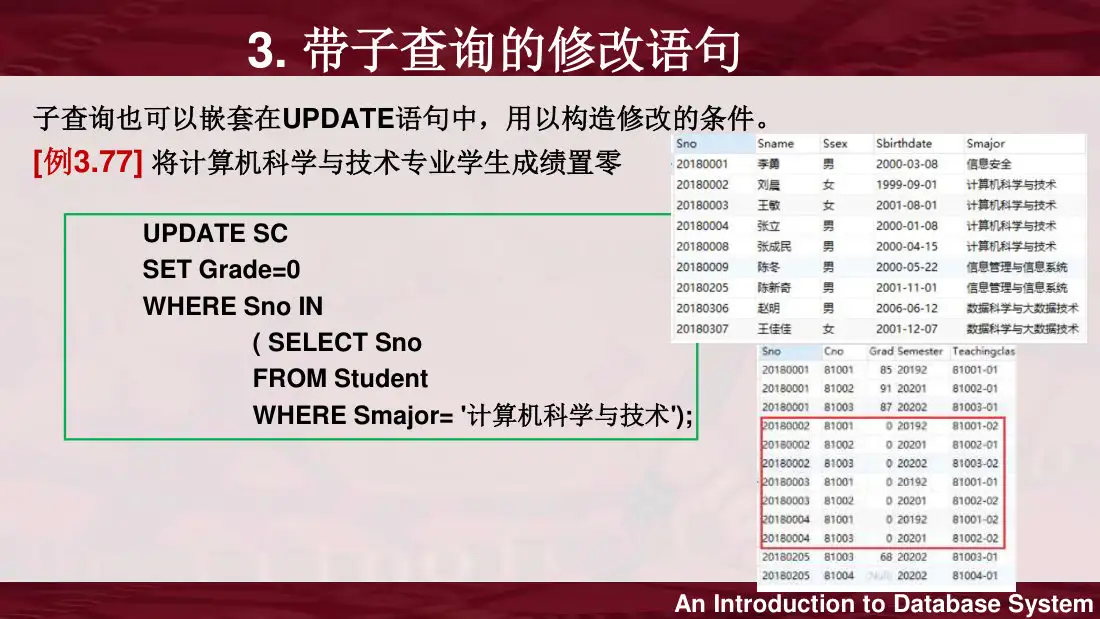 3. 带子查询的修改语句
子查询也可以嵌套在UPDATE语句中，用以构造修改的条件。
[例3.77] 将计算机科学与技术专业学生成绩置零
UPDATE SC
SET Grade=0
WHERE Sno IN
( SELECT Sno
FROM Student
WHERE Smajor= '计算机科学与技术');
Sno Sname Ssex Sbirthdate Smajor
20180001 李勇 男 2000-03-08 信息安全
20180002 刘晨 女 1999-09-01 计算机科学与技术
20180003 王敏 女 2001-08-01 计算机科学与技术
20180004 张立 男 2000-01-08 计算机科学与技术
20180008 张成民 男 2000-04-15 计算机科学与技术
20180009 陈冬 男 2000-05-22 信息管理与信息系统
20180205 陈新奇 男 2001-11-01 信息管理与信息系统
20180306 赵明 男 2006-06-12 数据科学与大数据技术
20180307 王佳佳 女 2001-12-07 数据科学与大数据技术
Sno Cno Grad Semester Teachingclas
20180001 81001 85 20192 81001-01
20180001 81002 91 20201 81002-01
20180001 81003 87 20202 81003-01
20180002 81001 0 20192 81001-02
20180002 81002 0 20201 81002-01
20180002 81003 0 20202 81003-02
20180003 81001 0 20192 81001-01
20180003 81002 0 20201 81002-02
20180004 81001 0 20192 81001-02
20180004 81003 0 20201 81002-02
20180205 81003 68 20202 81003-01
20180205 81004 Null 20202 81004-01
An Introduction to Database System